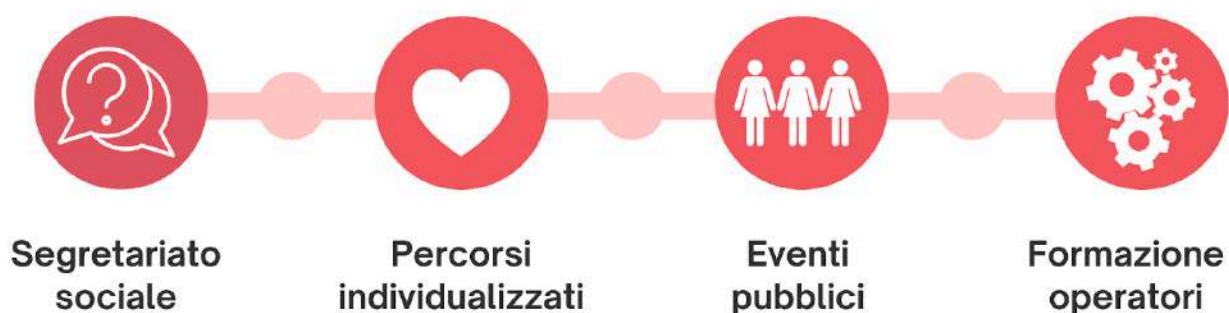 Segretariato
sociale
Percorsi
individualizzati
Eventi
pubblici
Formazione
operatori